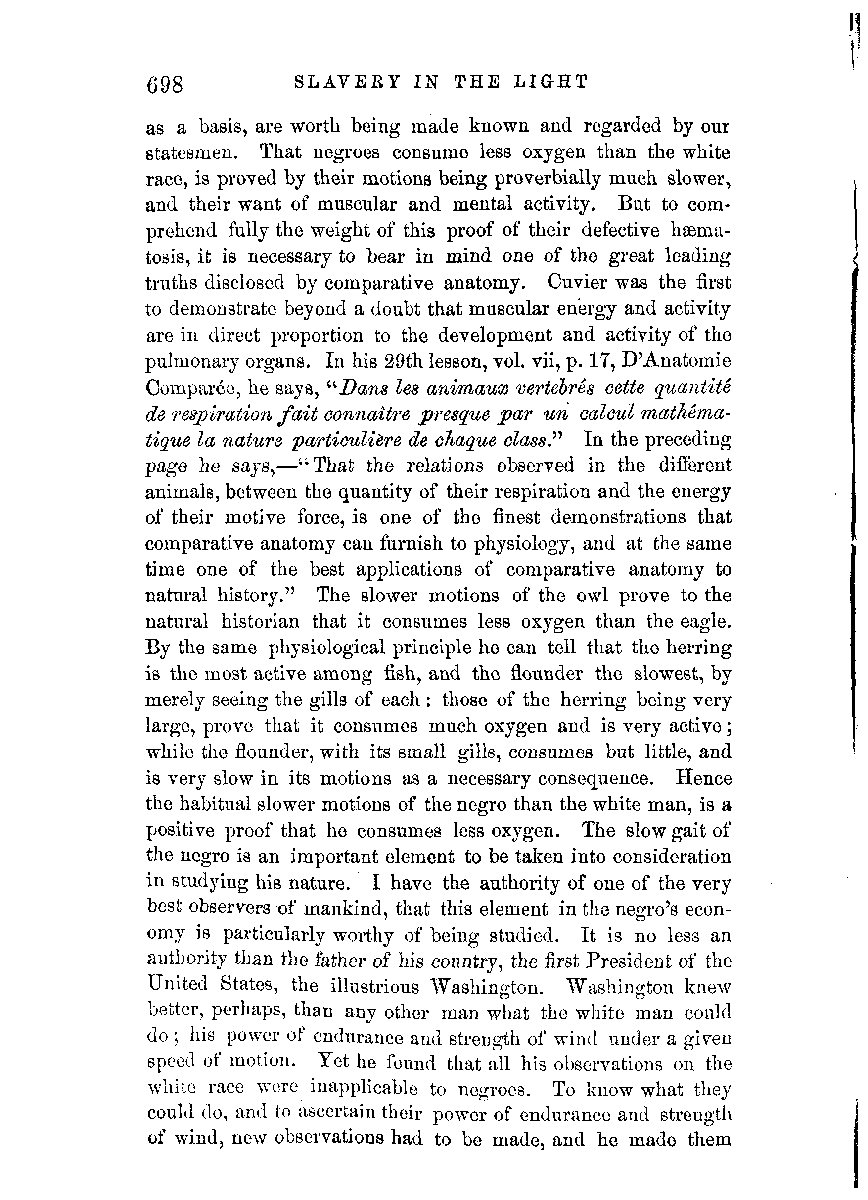 698 SLAVERY IN THE LIGHT
as a basis, are worth being made known and regarded by our
statesmen. That negroes consume less oxygen than the white
race, is proved by their motions being proverbially much slower,
and their want of muscular and mental activity. But to com-
prehend fully the weight of this proof of their defective hæma-
tosis, it is necessary to bear in mind one of the great leading
truths disclosed by comparative anatomy. Cuvier was the first
to demonstrate beyond a doubt that muscular energy and activity
are in direct proportion to the development and activity of the
pulmonary organs. In his 29th lesson, vol. vii, p. 17, D'Anatomie
Comparée, he says, "Dans les animaux vertebrés cette quantité
de respiration fait connaitre presque par un calcul mathéma-
tique la nature particulière de chaque class." In the preceding
page he says,—"That the relations observed in the different
animals, between the quantity of their respiration and the energy
of their motive force, is one of the finest demonstrations that
comparative anatomy can furnish to physiology, and at the same
time one of the best applications of comparative anatomy to
natural history." The slower motions of the owl prove to the
natural historian that it consumes less oxygen than the eagle.
By the same physiological principle he can tell that the herring
is the most active among fish, and the flounder the slowest, by
merely seeing the gills of each: those of the herring being very
large, prove that it consumes much oxygen and is very active;
while the flounder, with its small gills, consumes but little, and
is very slow in its motions as a necessary consequence. Hence
the habitual slower motions of the negro than the white man, is a
positive proof that he consumes less oxygen. The slow gait of
the negro is an important element to be taken into consideration
in studying his nature. I have the authority of one of the very
best observers of mankind, that this element in the negro's econ-
omy is particularly worthy of being studied. It is no less an
authority than the father of his country, the first President of the
United States, the illustrious Washington. Washington knew
better, perhaps, than any other man what the white man could
do; his power of endurance and strength of wind under a given
speed of motion. Yet he found that all his observations on the
white race were inapplicable to negroes. To know what they
could do, and to ascertain their power of endurance and strength
of wind, new observations had to be made, and he made them